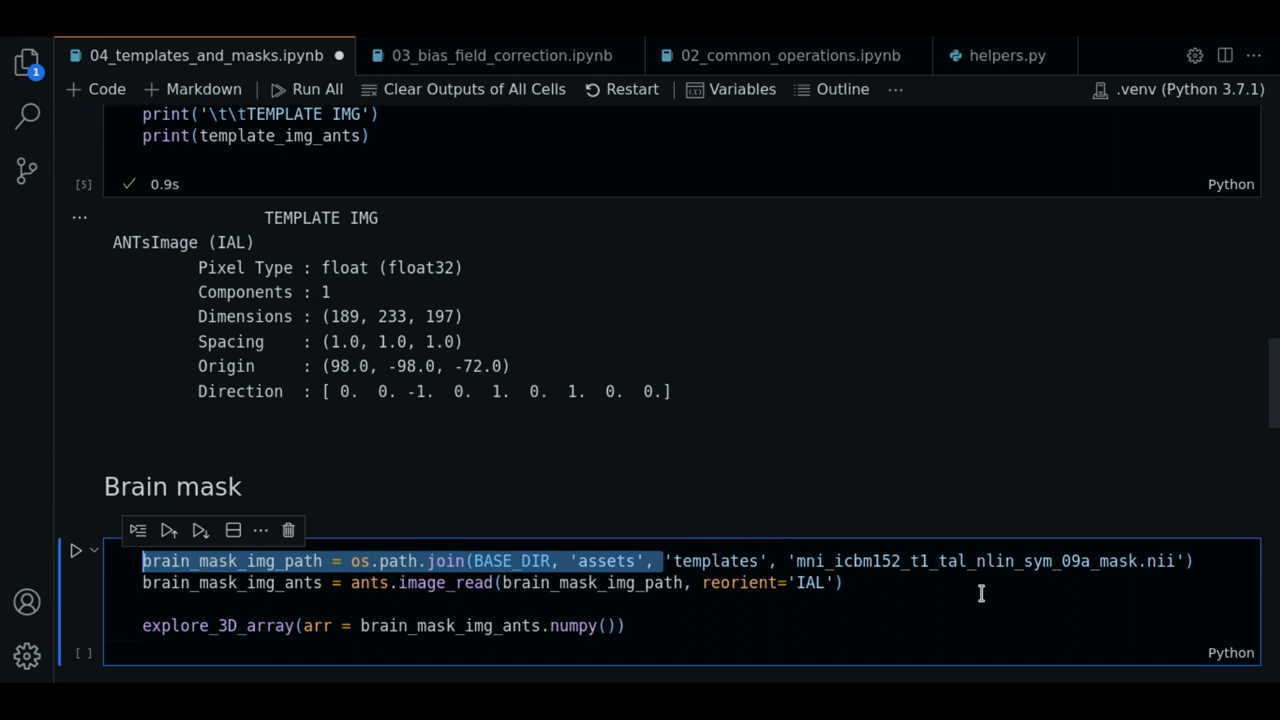 04_templates_and_masks.ipynb 03_bias_field_correction.ipynb 02_common_operations.ipynb helpers.py
1
Code Markdown Run All Clear Outputs of All Cells Restart Variables Outline ... .venv (Python 3.7.1)
print('\t\tTEMPLATE IMG')
print(template_img_ants)
[5] 0.9s Python
... TEMPLATE IMG
ANTsImage (IAL)
Pixel Type : float (float32)
Components : 1
Dimensions : (189, 233, 197)
Spacing : (1.0, 1.0, 1.0)
Origin : (98.0, -98.0, -72.0)
Direction : [ 0. 0. -1. 0. 1. 0. 1. 0. 0.]
Brain mask
brain_mask_img_path = os.path.join(BASE_DIR, 'assets', 'templates', 'mni_icbm152_t1_tal_nlin_sym_09a_mask.nii')
brain_mask_img_ants = ants.image_read(brain_mask_img_path, reorient='IAL')
explore_3D_array(arr = brain_mask_img_ants.numpy())
[ ] Python